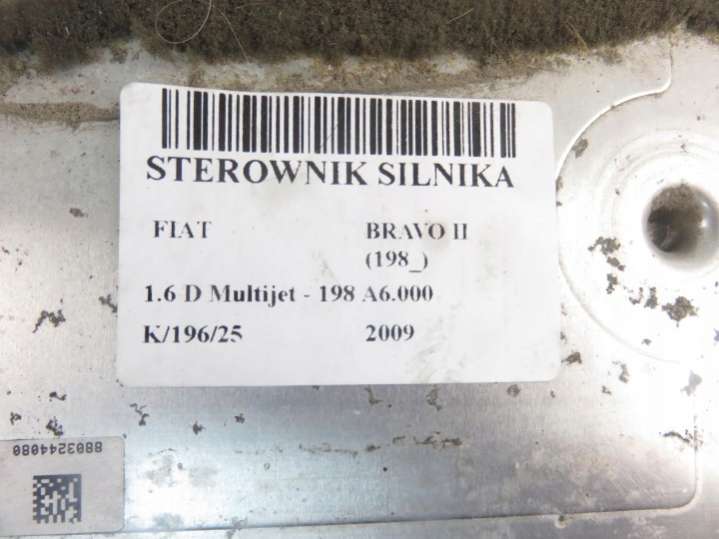 STEROWNIK SILNIKA
FIAT BRAVO II
(198_)
1.6 D Multijet - 198 A6.000
K/196/25 2009
8803244080